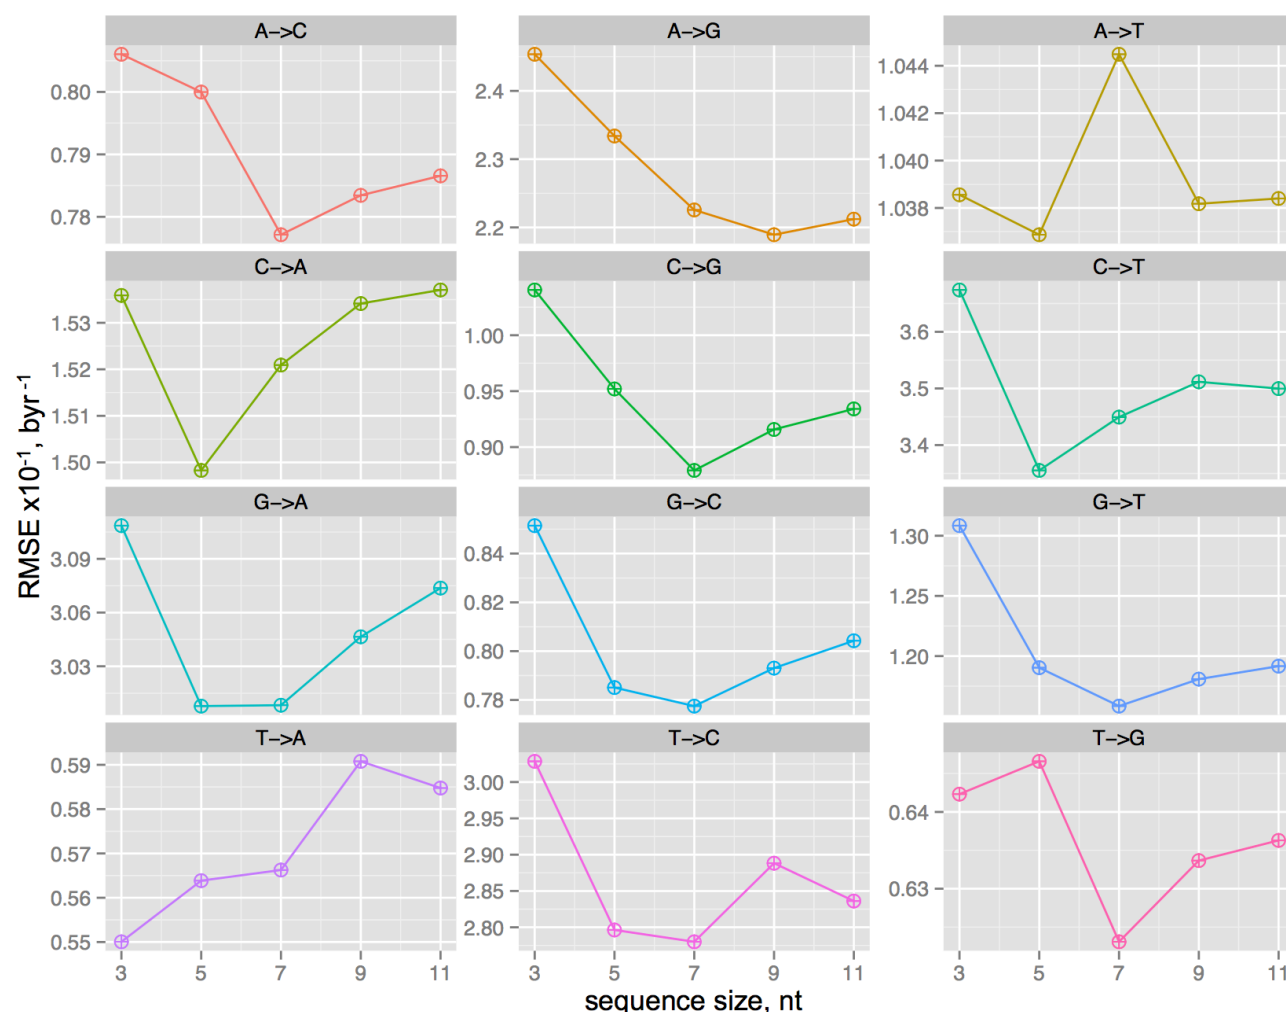 A->C
A->G
A->T
0.80
0.79
0.78
2.4
2.3
2.2
1.044
1.042
1.040
1.038
C->A
C->G
C->T
1.53
1.52
1.51
1.50
1.00
0.95
0.90
3.6
3.5
3.4
RMSE x10⁻¹, byr⁻¹
G->A
G->C
G->T
3.09
3.06
3.03
0.84
0.82
0.80
0.78
1.30
1.25
1.20
T->A
T->C
T->G
0.59
0.58
0.57
0.56
0.55
3.00
2.95
2.90
2.85
2.80
0.64
0.63
3 5 7 9 11
3 5 7 9 11
3 5 7 9 11
sequence size, nt